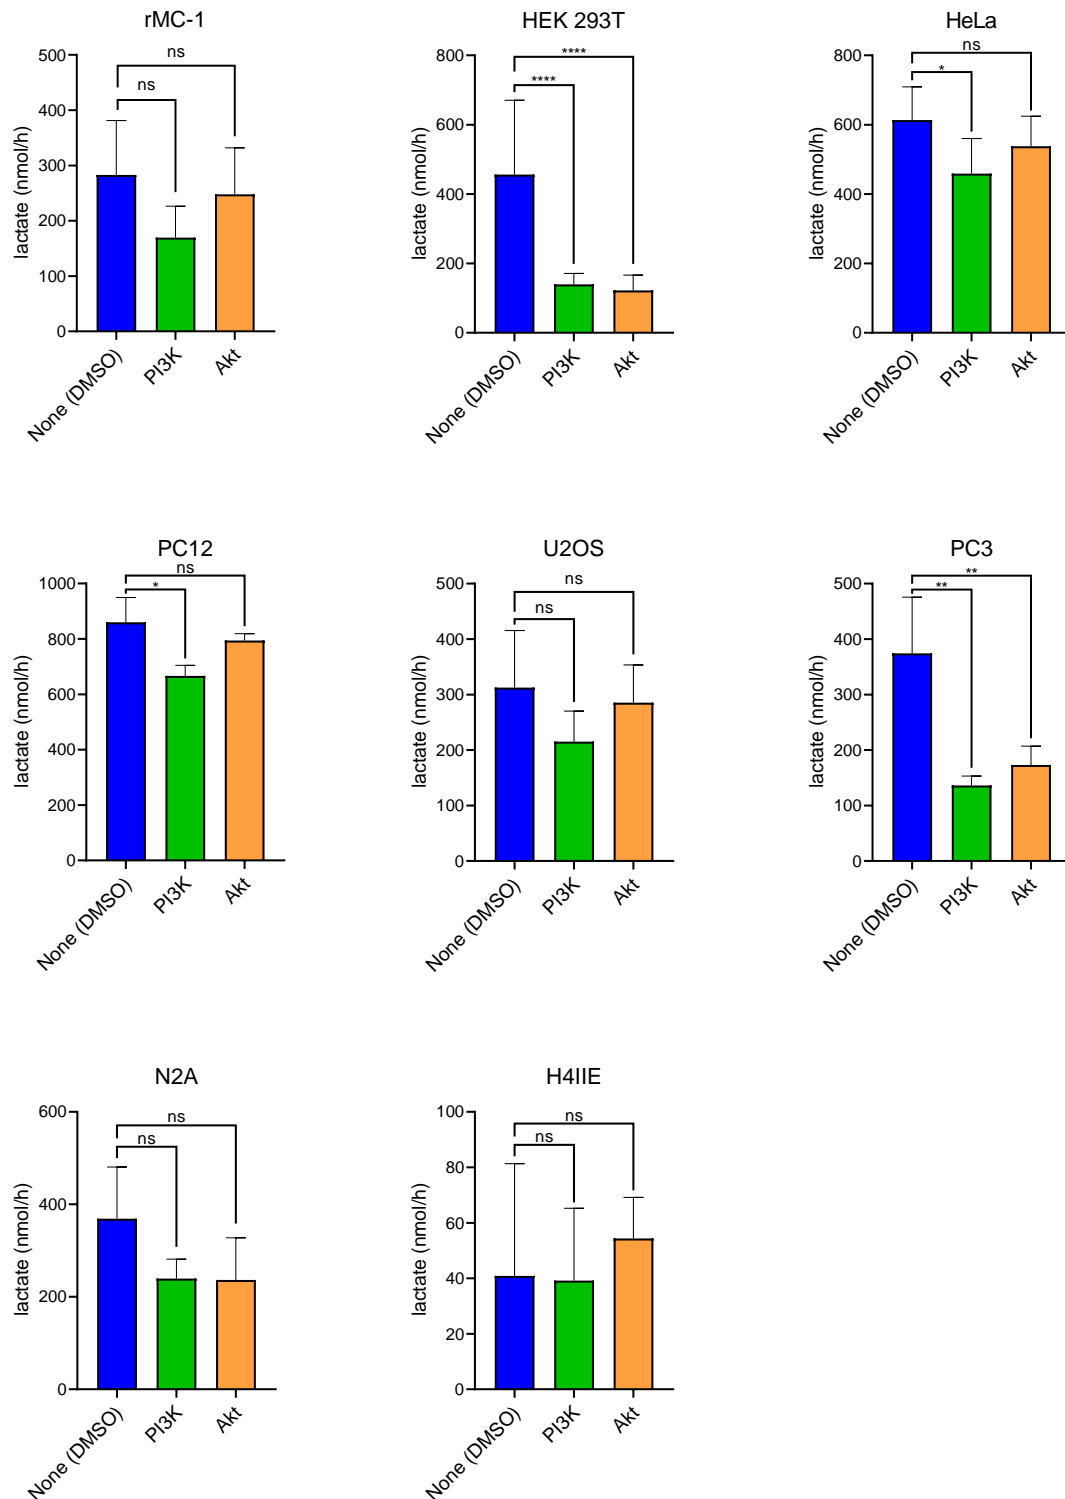 rMC-1
ns
ns
500
400
300
200
100
0
lactate (nmol/h)
None (DMSO)
PI3K
Akt
HEK 293T
****
****
800
600
400
200
0
lactate (nmol/h)
None (DMSO)
PI3K
Akt
HeLa
ns
*
800
600
400
200
0
lactate (nmol/h)
None (DMSO)
PI3K
Akt
PC12
ns
*
1000
800
600
400
200
0
lactate (nmol/h)
None (DMSO)
PI3K
Akt
U2OS
ns
ns
500
400
300
200
100
0
lactate (nmol/h)
None (DMSO)
PI3K
Akt
PC3
**
**
500
400
300
200
100
0
lactate (nmol/h)
None (DMSO)
PI3K
Akt
N2A
ns
ns
600
400
200
0
lactate (nmol/h)
None (DMSO)
PI3K
Akt
H4IIE
ns
ns
100
80
60
40
20
0
lactate (nmol/h)
None (DMSO)
PI3K
Akt